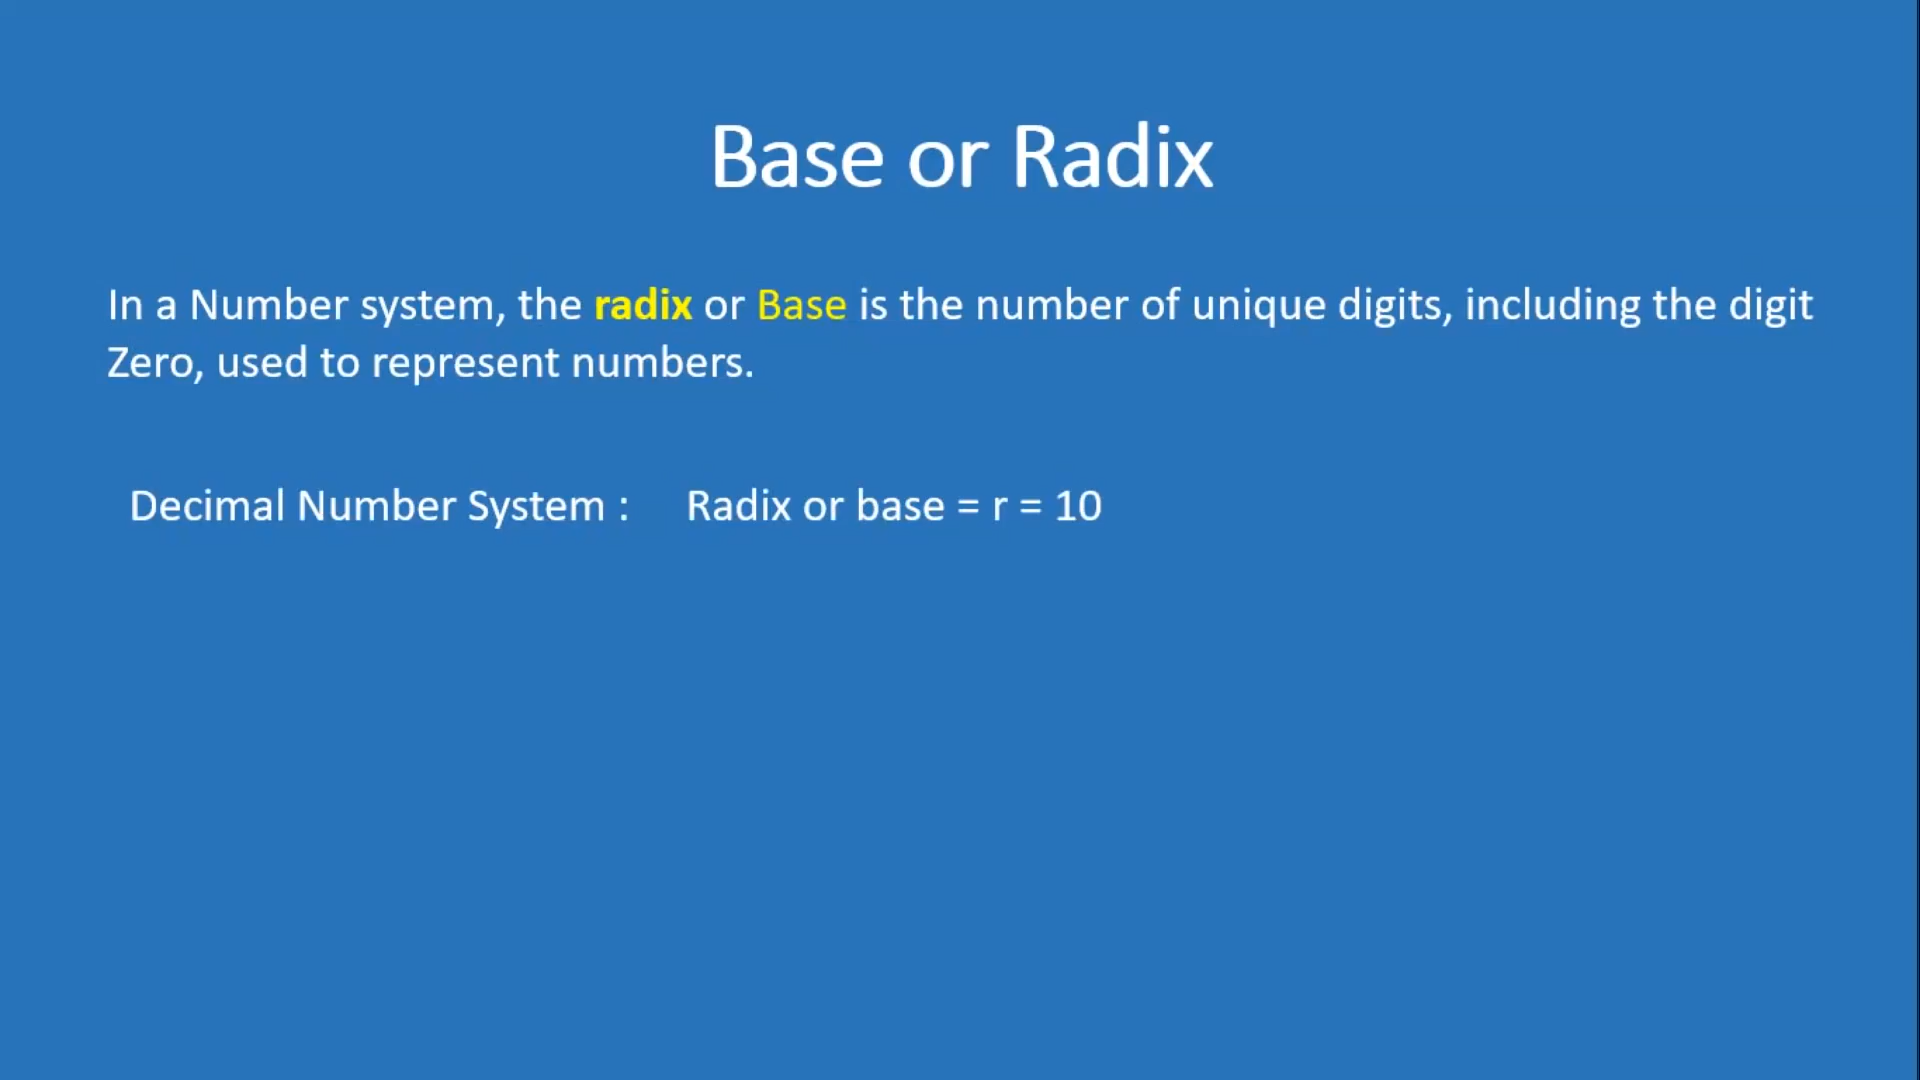 Base or Radix
In a Number system, the radix or Base is the number of unique digits, including the digit
Zero, used to represent numbers.
Decimal Number System : Radix or base = r = 10